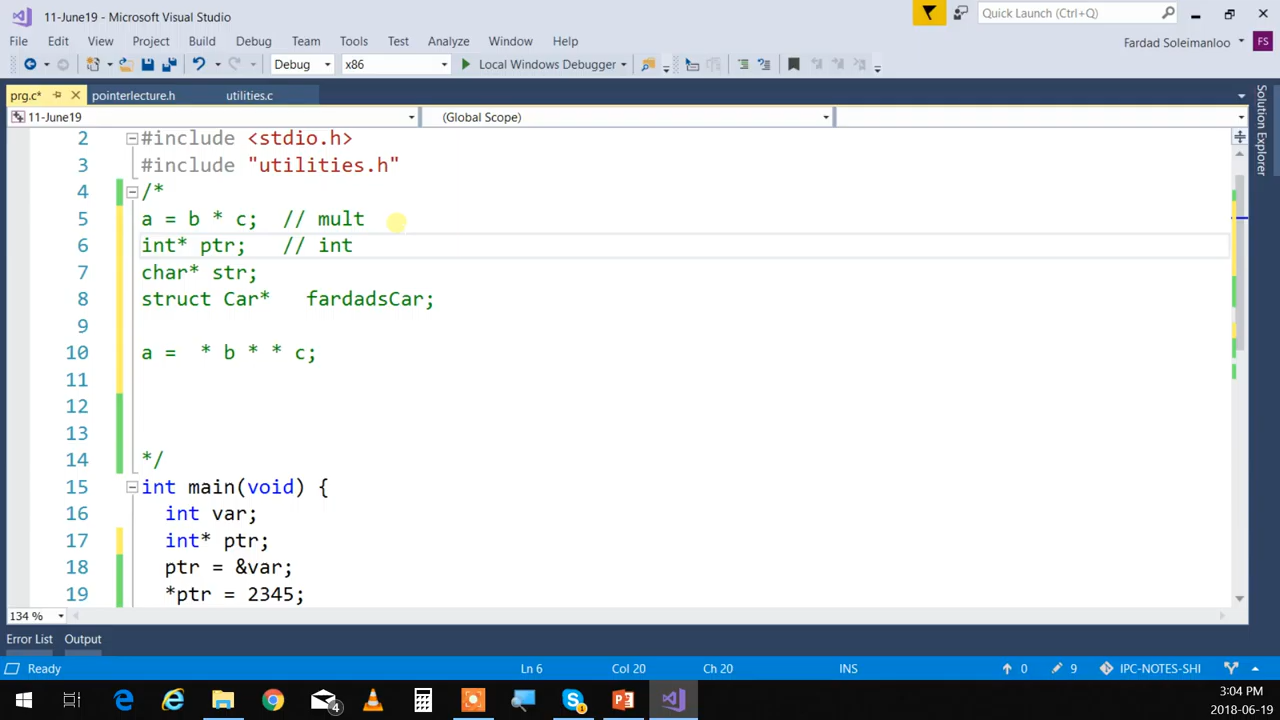 11-June19 - Microsoft Visual Studio
Quick Launch (Ctrl+Q)
File Edit View Project Build Debug Team Tools Test Analyze Window Help
Fardad Soleimanloo FS
Debug x86 Local Windows Debugger
prg.c* pointerlecture.h utilities.c
11-June19 (Global Scope)
Solution Explorer
2 #include <stdio.h>
3 #include "utilities.h"
4 /*
5 a = b * c;  // mult
6 int* ptr;   // int
7 char* str;
8 struct Car*   fardadsCar;
9
10 a =  * b * * c;
11
12
13
14 */
15 int main(void) {
16 int var;
17 int* ptr;
18 ptr = &var;
19 *ptr = 2345;
134 %
Error List Output
Ready Ln 6 Col 20 Ch 20 INS 0 9 IPC-NOTES-SHI
4 1
3:04 PM
2018-06-19